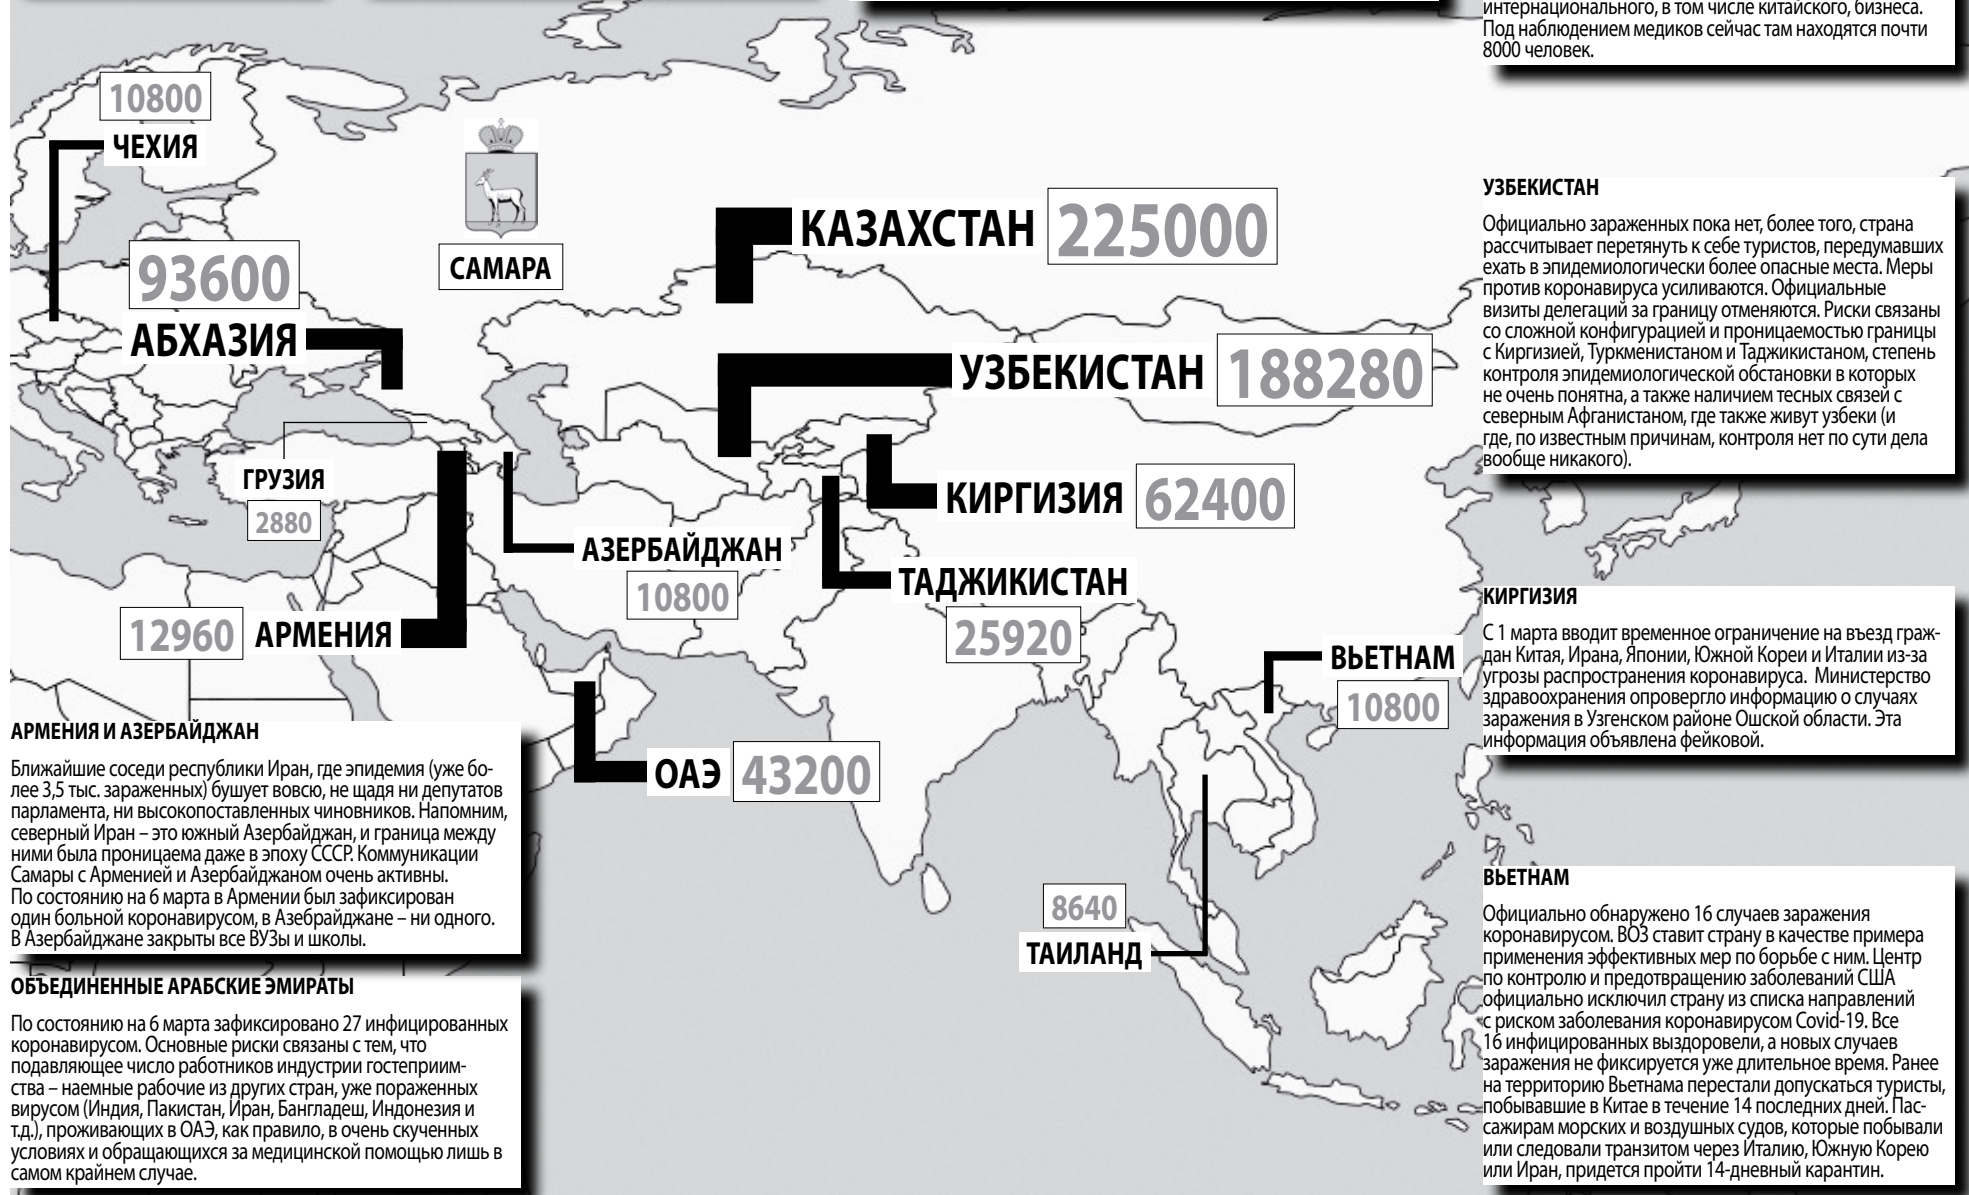 интернационального, в том числе китайского, бизнеса.
Под наблюдением медиков сейчас там находятся почти
8000 человек.
10800
ЧЕХИЯ
САМАРА
КАЗАХСТАН 225000
93600
АБХАЗИЯ
УЗБЕКИСТАН 188280
ГРУЗИЯ
2880
КИРГИЗИЯ 62400
АЗЕРБАЙДЖАН
10800
ТАДЖИКИСТАН
25920
12960 АРМЕНИЯ
ВЬЕТНАМ
10800
ОАЭ 43200
8640
ТАИЛАНД
УЗБЕКИСТАН
Официально зараженных пока нет, более того, страна
рассчитывает перетянуть к себе туристов, передумавших
ехать в эпидемиологически более опасные места. Меры
против коронавируса усиливаются. Официальные
визиты делегаций за границу отменяются. Риски связаны
со сложной конфигурацией и проницаемостью границы
с Киргизией, Туркменистаном и Таджикистаном, степень
контроля эпидемиологической обстановки в которых
не очень понятна, а также наличием тесных связей с
северным Афганистаном, где также живут узбеки (и
где, по известным причинам, контроля нет по сути дела
вообще никакого).
КИРГИЗИЯ
С 1 марта вводит временное ограничение на въезд граж-
дан Китая, Ирана, Японии, Южной Кореи и Италии из-за
угрозы распространения коронавируса. Министерство
здравоохранения опровергло информацию о случаях
заражения в Узгенском районе Ошской области. Эта
информация объявлена фейковой.
АРМЕНИЯ И АЗЕРБАЙДЖАН
Ближайшие соседи республики Иран, где эпидемия (уже бо-
лее 3,5 тыс. зараженных) бушует вовсю, не щадя ни депутатов
парламента, ни высокопоставленных чиновников. Напомним,
северный Иран – это южный Азербайджан, и граница между
ними была проницаема даже в эпоху СССР. Коммуникации
Самары с Арменией и Азербайджаном очень активны.
По состоянию на 6 марта в Армении был зафиксирован
один больной коронавирусом, в Азебрайджане – ни одного.
В Азербайджане закрыты все ВУЗы и школы.
ОБЪЕДИНЕННЫЕ АРАБСКИЕ ЭМИРАТЫ
По состоянию на 6 марта зафиксировано 27 инфицированных
коронавирусом. Основные риски связаны с тем, что
подавляющее число работников индустрии гостеприим-
ства – наемные рабочие из других стран, уже пораженных
вирусом (Индия, Пакистан, Иран, Бангладеш, Индонезия и
т.д.), проживающих в ОАЭ, как правило, в очень скученных
условиях и обращающихся за медицинской помощью лишь в
самом крайнем случае.
ВЬЕТНАМ
Официально обнаружено 16 случаев заражения
коронавирусом. ВОЗ ставит страну в качестве примера
применения эффективных мер по борьбе с ним. Центр
по контролю и предотвращению заболеваний США
официально исключил страну из списка направлений
с риском заболевания коронавирусом Covid-19. Все
16 инфицированных выздоровели, а новых случаев
заражения не фиксируется уже длительное время. Ранее
на территорию Вьетнама перестали допускаться туристы,
побывавшие в Китае в течение 14 последних дней. Пас-
сажирам морских и воздушных судов, которые побывали
или следовали транзитом через Италию, Южную Корею
или Иран, придется пройти 14-дневный карантин.